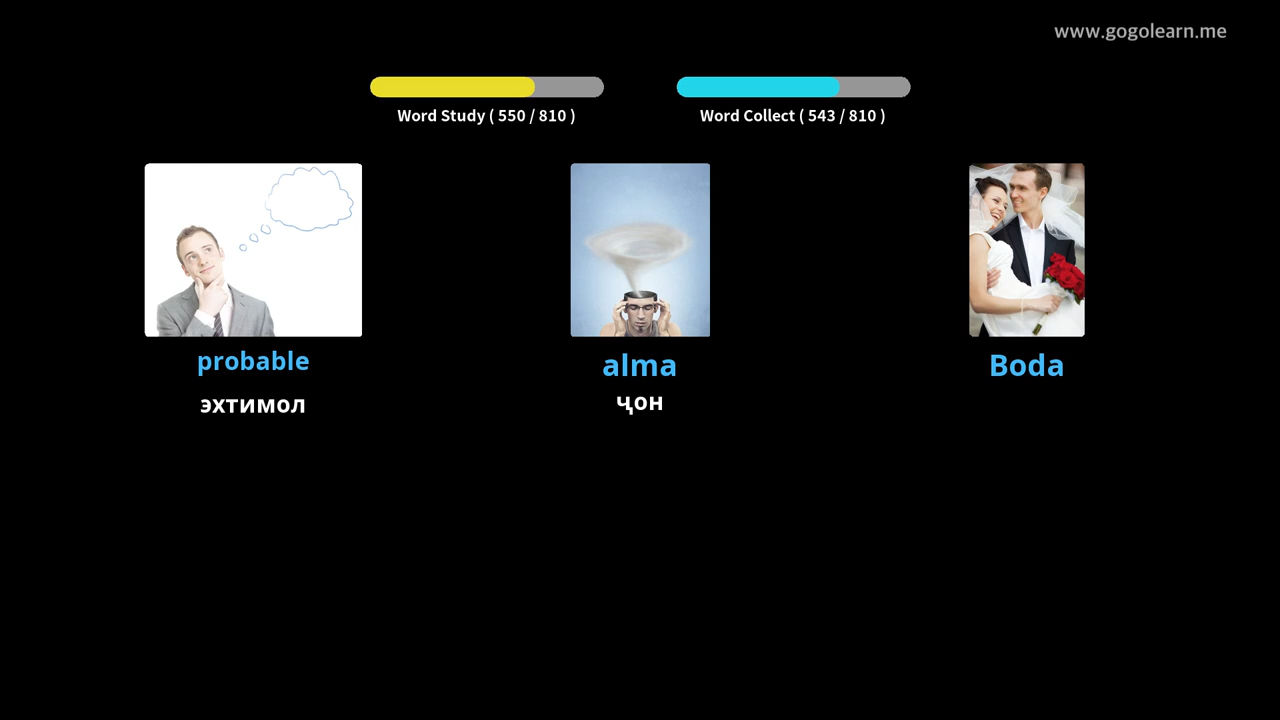 www.gogolearn.me
Word Study ( 550 / 810 )
Word Collect ( 543 / 810 )
probable
эхтимол
alma
ҷон
Boda